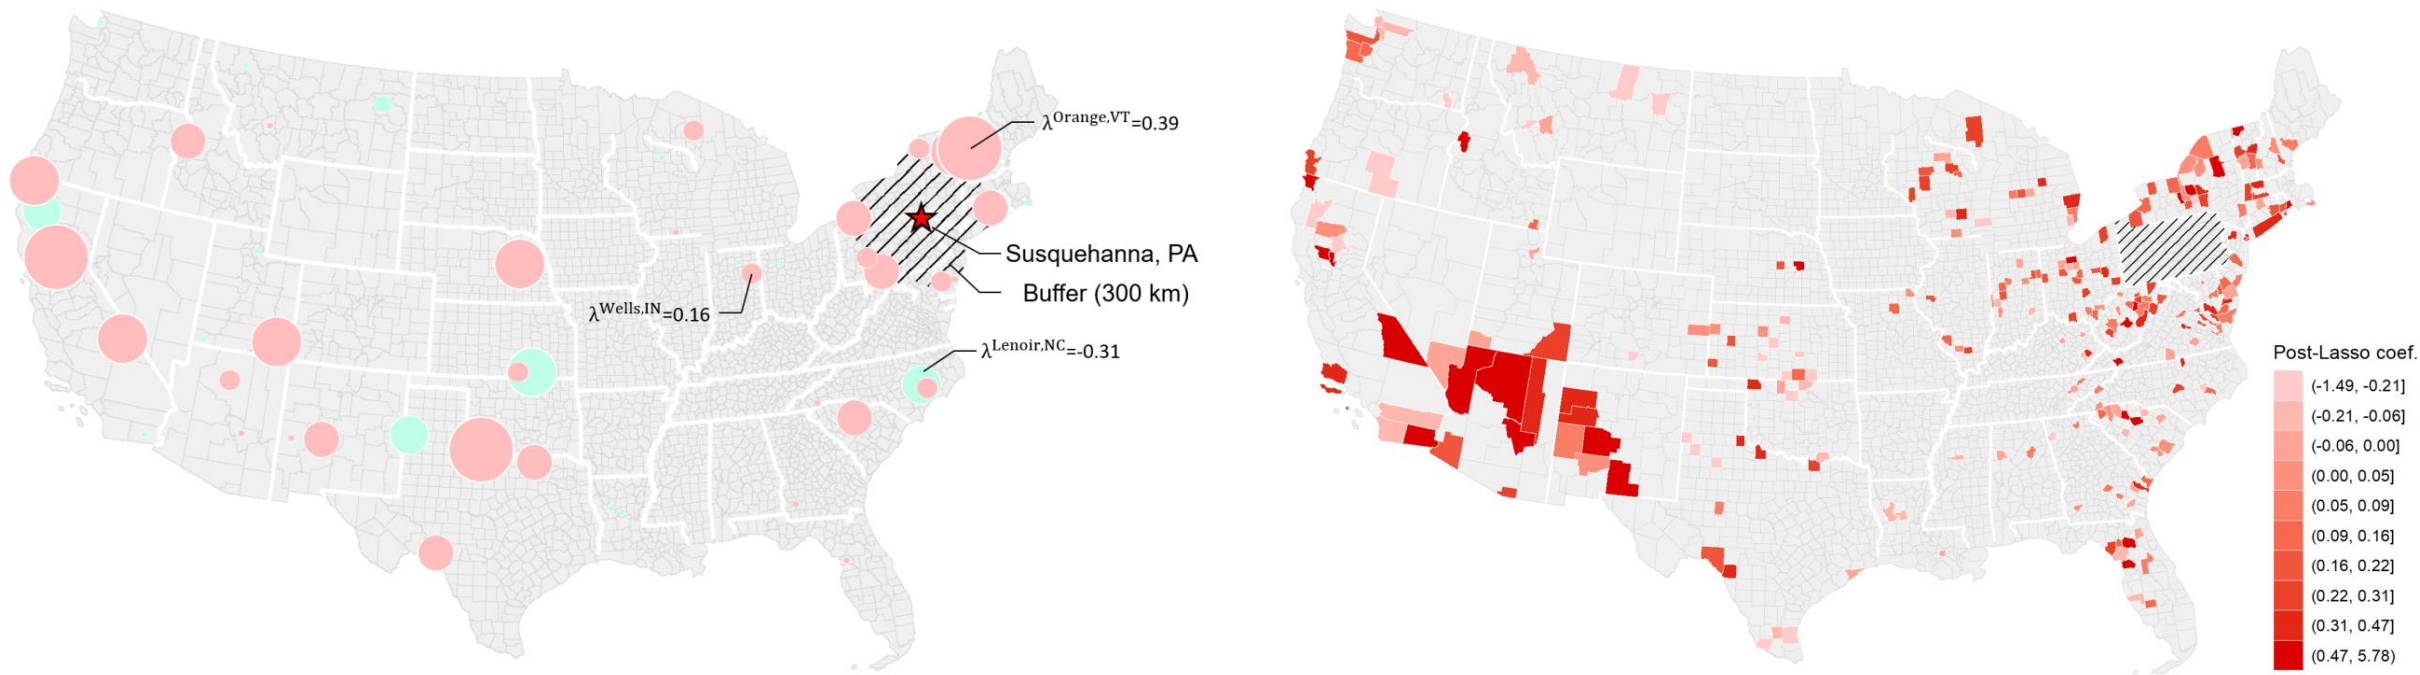 λOrange,VT=0.39
Susquehanna, PA
Buffer (300 km)
λWells,IN=0.16
λLenoir,NC=-0.31
Post-Lasso coef.
(-1.49, -0.21]
(-0.21, -0.06]
(-0.06, 0.00]
(0.00, 0.05]
(0.05, 0.09]
(0.09, 0.16]
(0.16, 0.22]
(0.22, 0.31]
(0.31, 0.47]
(0.47, 5.78)